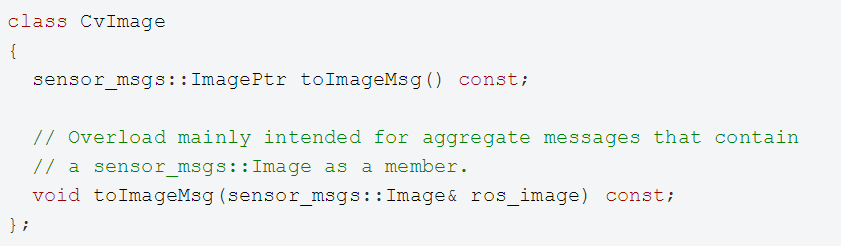 class CvImage
{
  sensor_msgs::ImagePtr toImageMsg() const;

  // Overload mainly intended for aggregate messages that contain
  // a sensor_msgs::Image as a member.
  void toImageMsg(sensor_msgs::Image& ros_image) const;
};